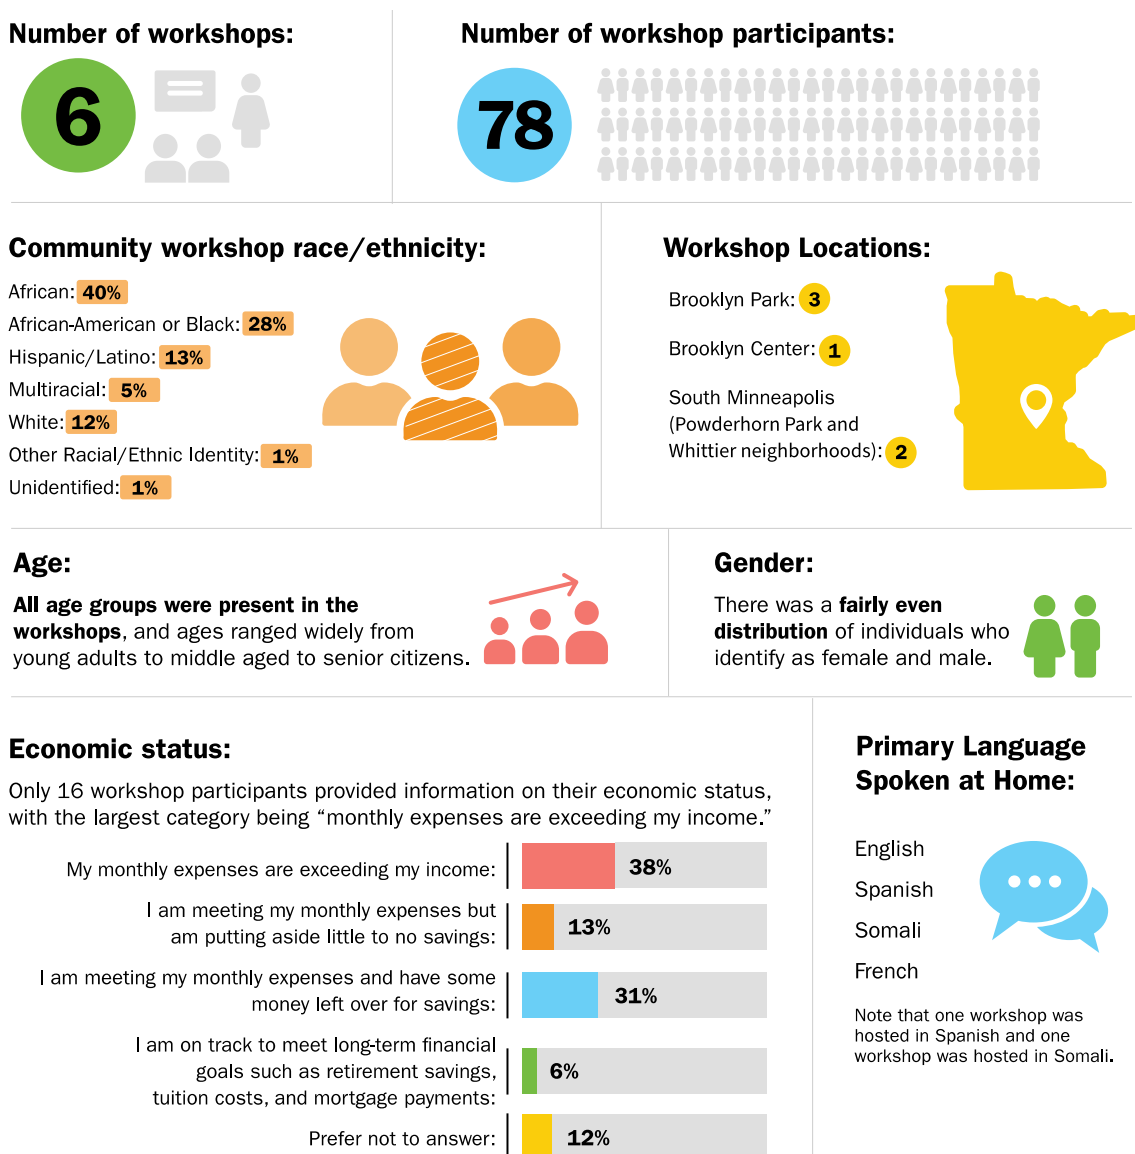 Number of workshops:
6
Number of workshop participants:
78
Community workshop race/ethnicity:
African: 40%
African-American or Black: 28%
Hispanic/Latino: 13%
Multiracial: 5%
White: 12%
Other Racial/Ethnic Identity: 1%
Unidentified: 1%
Workshop Locations:
Brooklyn Park: 3
Brooklyn Center: 1
South Minneapolis
(Powderhorn Park and
Whittier neighborhoods): 2
Age:
All age groups were present in the
workshops, and ages ranged widely from
young adults to middle aged to senior citizens.
Gender:
There was a fairly even
distribution of individuals who
identify as female and male.
Economic status:
Only 16 workshop participants provided information on their economic status,
with the largest category being “monthly expenses are exceeding my income.”
My monthly expenses are exceeding my income: 38%
I am meeting my monthly expenses but
am putting aside little to no savings: 13%
I am meeting my monthly expenses and have some
money left over for savings: 31%
I am on track to meet long-term financial
goals such as retirement savings, 6%
tuition costs, and mortgage payments:
Prefer not to answer: 12%
Primary Language
Spoken at Home:
English
Spanish
Somali
French
Note that one workshop was
hosted in Spanish and one
workshop was hosted in Somali.